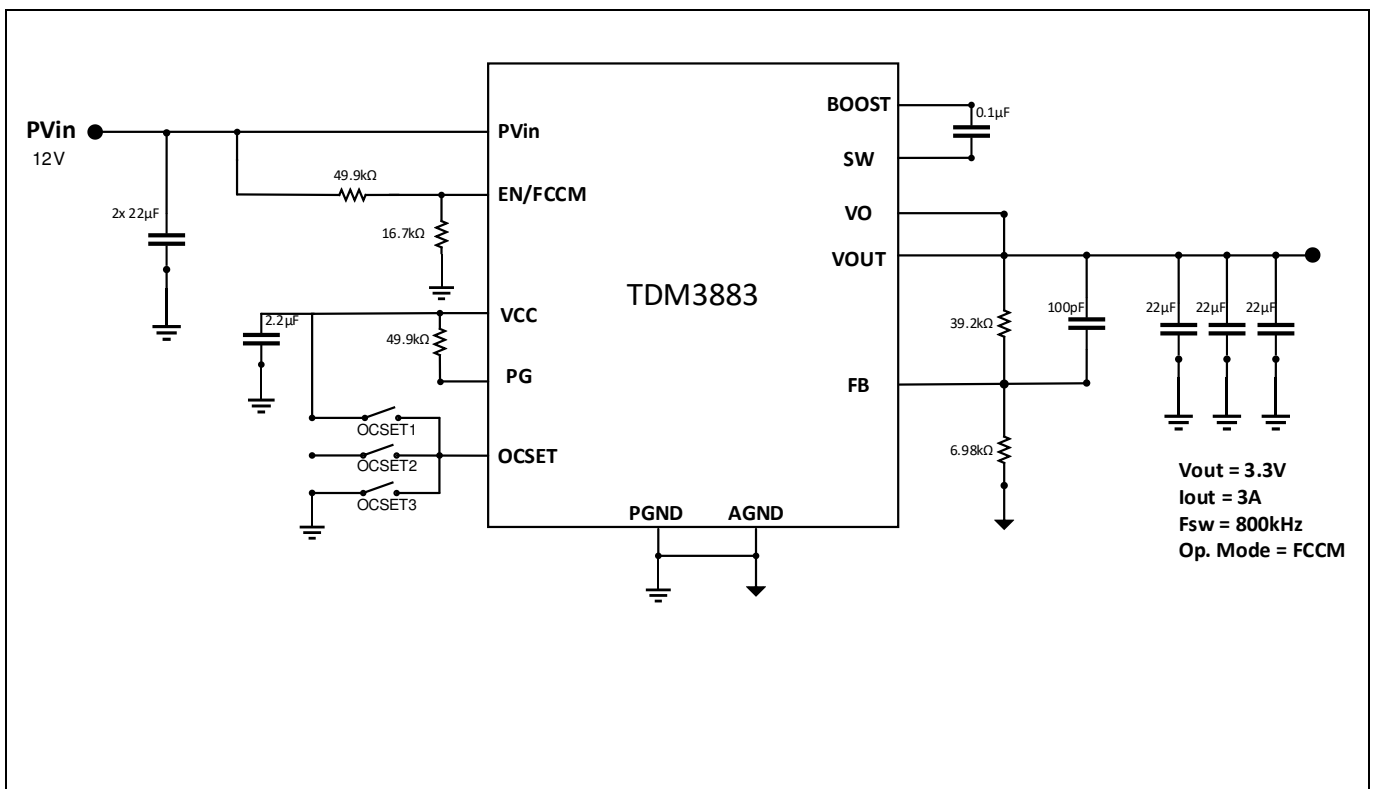 PVin
12V
2x 22µF
49.9kΩ
16.7kΩ
2.2µF
49.9kΩ
OCSET1
OCSET2
OCSET3
PVin
EN/FCCM
VCC
PG
OCSET
TDM3883
PGND
AGND
BOOST
SW
VO
VOUT
FB
0.1µF
39.2kΩ
100pF
6.98kΩ
22µF
22µF
22µF
Vout = 3.3V
Iout = 3A
Fsw = 800kHz
Op. Mode = FCCM